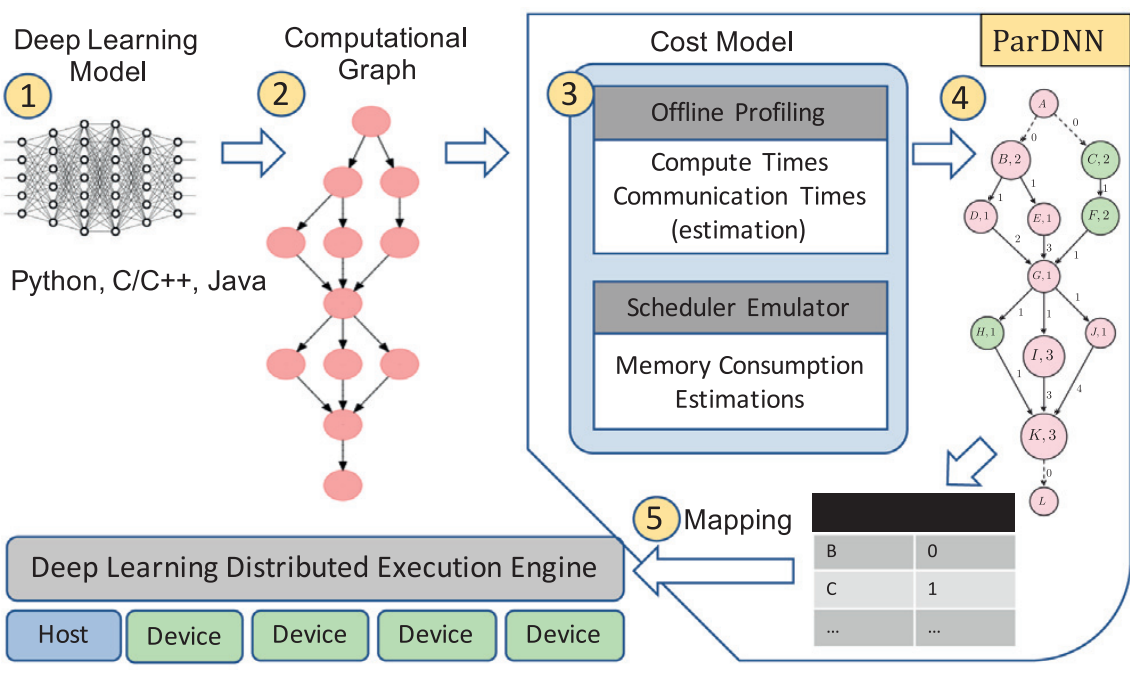 Deep Learning
Model
1
Python, C/C++, Java
Computational
Graph
2
ParDNN
Cost Model
3
Offline Profiling
Compute Times
Communication Times
(estimation)
Scheduler Emulator
Memory Consumption
Estimations
4
A
0 0
B, 2 C, 2
1 1 1
D, 1 E, 1 F, 2
2 3 1
G, 1
1 1 1
H, 1 I, 3 J, 1
1 3 4
K, 3
0
L
5 Mapping
B 0
C 1
... ...
Deep Learning Distributed Execution Engine
Host Device Device Device Device